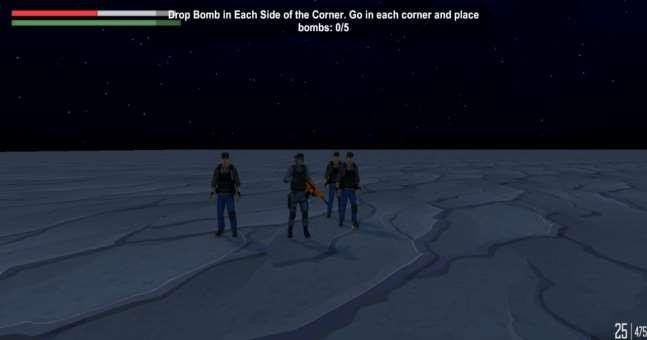 Drop Bomb in Each Side of the Corner. Go in each corner and place
bombs: 0/5
25 | 475